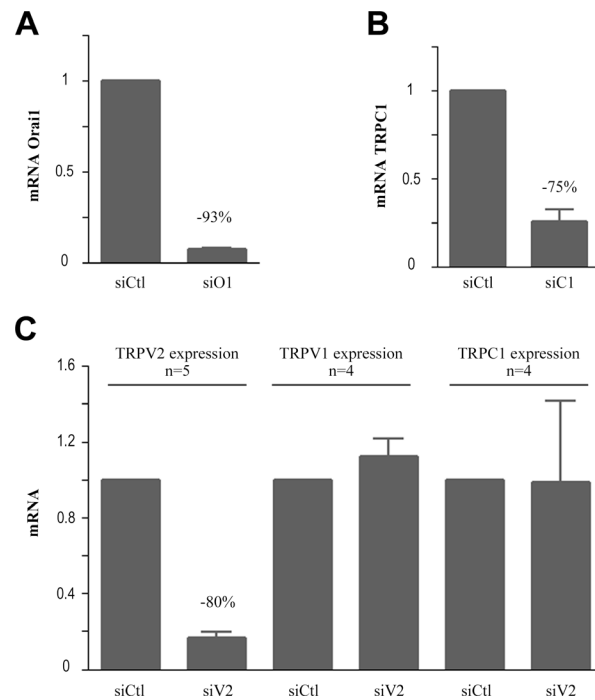 A
mRNA Orai1
1
0.5
0
-93%
siCtl siO1
B
mRNA TRPC1
1
0.5
0
-75%
siCtl siC1
C
TRPV2 expression
n=5
TRPV1 expression
n=4
TRPC1 expression
n=4
mRNA
1.6
1.2
0.8
0.4
0
-80%
siCtl siV2 siCtl siV2 siCtl siV2